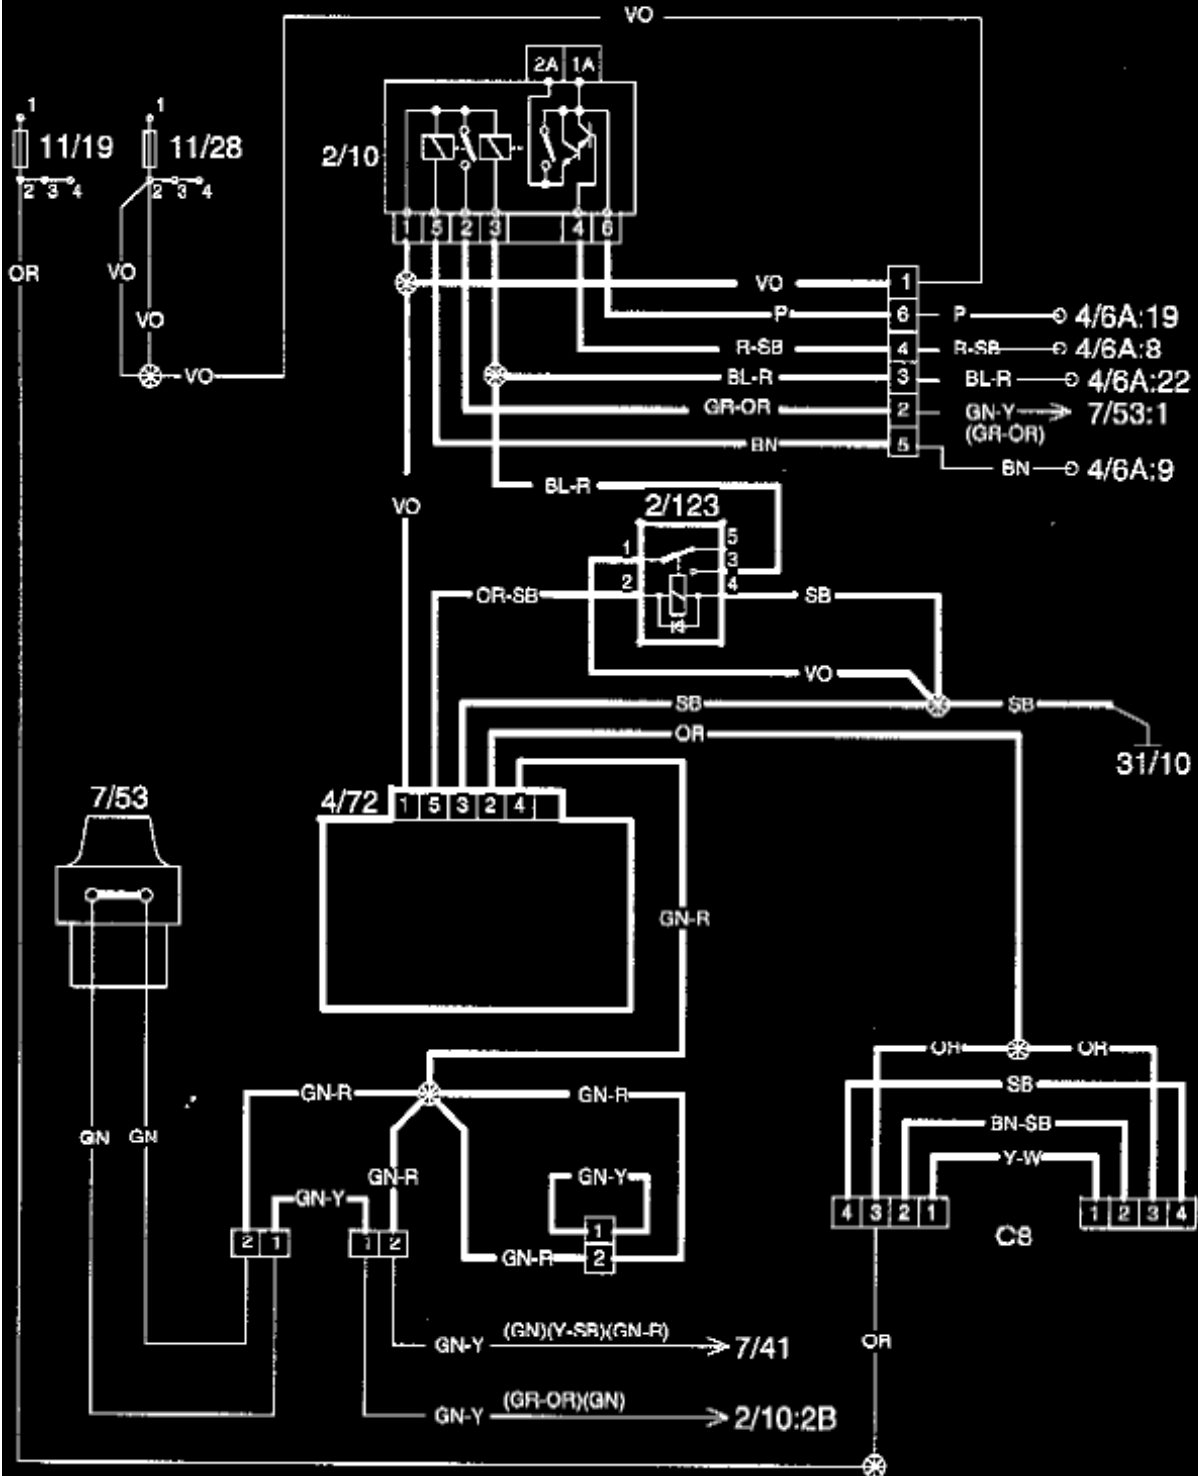 VO
2A 1A
1 1
11/19 11/28
2/10
2 3 4 2 3 4
1 5 2 3 4 6
OR VO VO
VO 1
P 6 P 4/6A:19
R-SB 4 R-SB 4/6A:8
VO BL-R 3 BL-R 4/6A:22
GR-OR 2 GN-Y 7/53:1
(GR-OR)
BN 5
BN 4/6A:9
BL-R
VO 2/123
1 5
3
2 4
OR-SB SB
VO
SB SB
OR
31/10
7/53 4/72 1 5 3 2 4
GN-R
OR OR
SB
GN-R GN-R
BN-SB
GN GN
Y-W
GN-R GN-Y
GN-Y
4 3 2 1 1 2 3 4
C8
2 1 1 2 1
GN-R 2
(GN)(Y-SB)(GN-R)
GN-Y 7/41
OR
(GR-OR)(GN)
GN-Y 2/10:2B